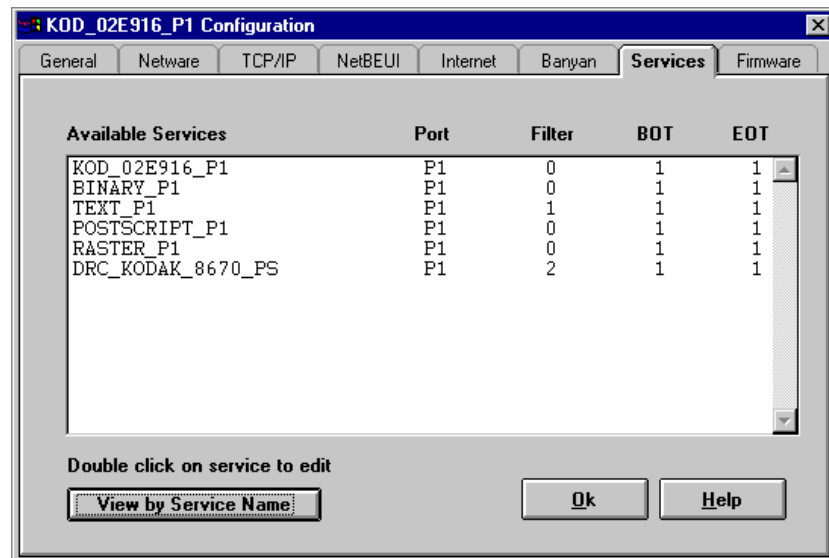 KOD_02E916_P1 Configuration
General Netware TCP/IP NetBEUI Internet Banyan Services Firmware
Available Services Port Filter BOT EOT
KOD_02E916_P1 P1 0 1 1
BINARY_P1 P1 0 1 1
TEXT_P1 P1 1 1 1
POSTSCRIPT_P1 P1 0 1 1
RASTER_P1 P1 0 1 1
DRC_KODAK_8670_PS P1 2 1 1
Double click on service to edit
View by Service Name Ok Help